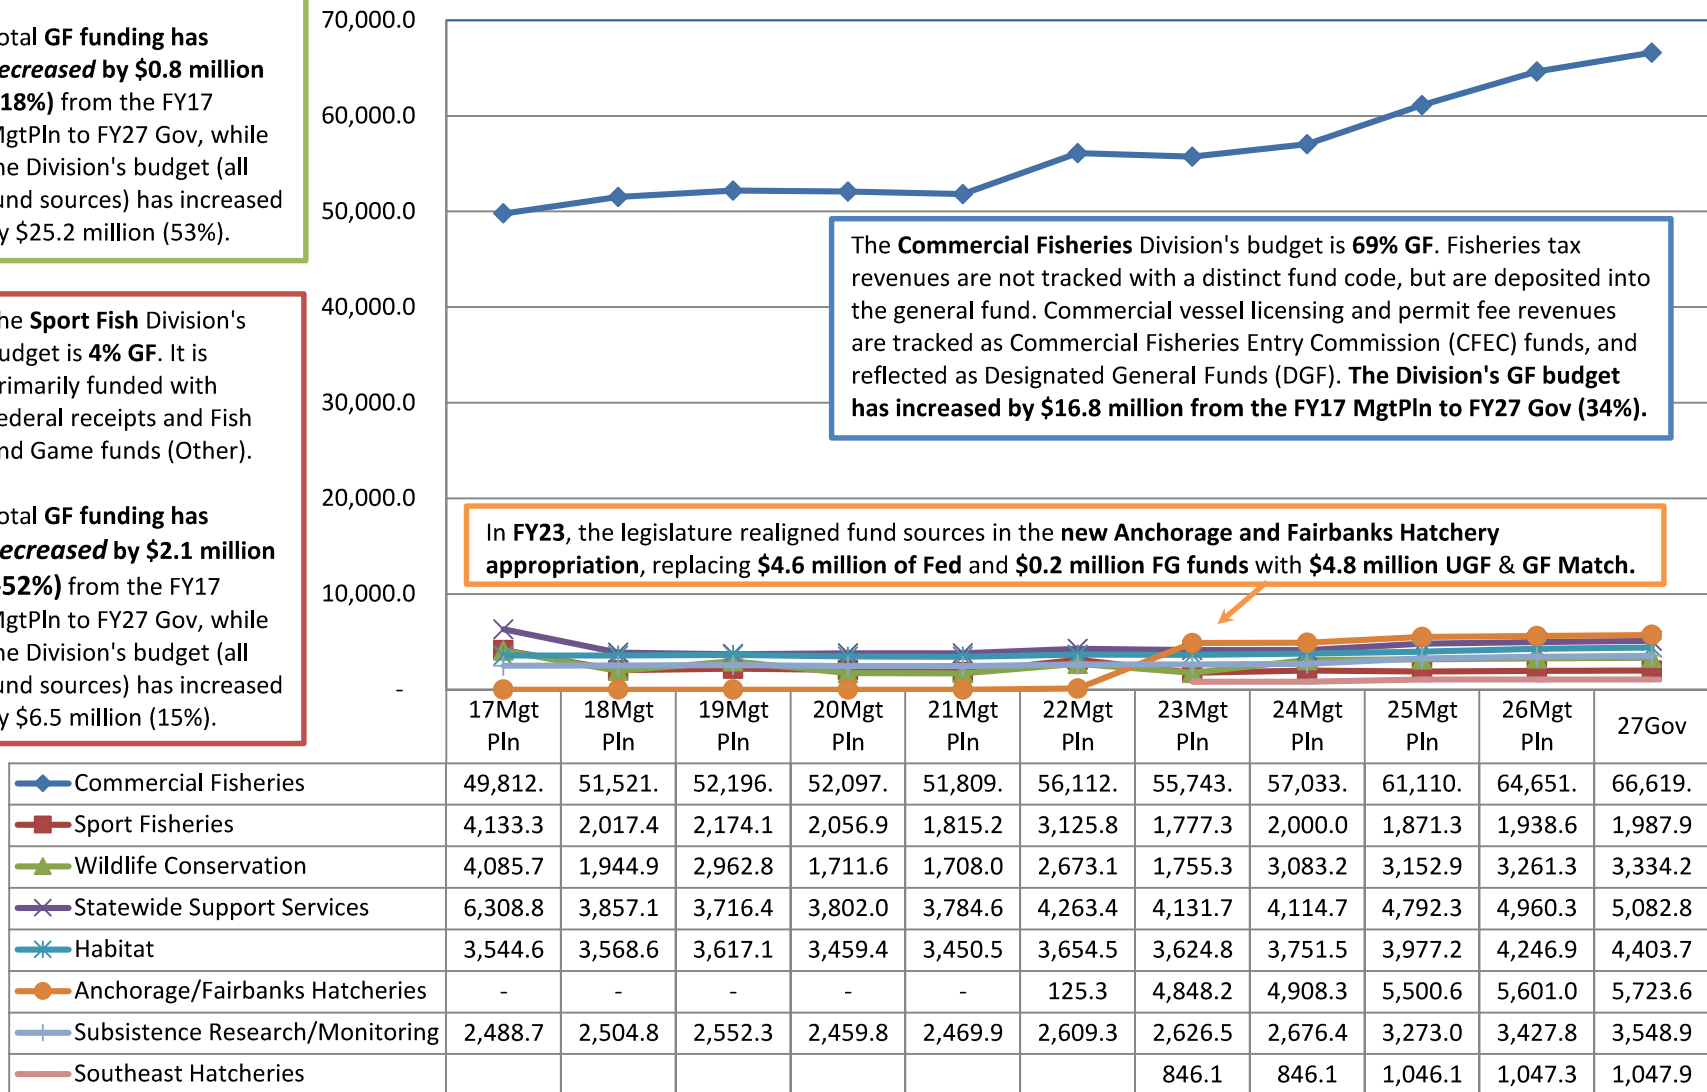 otal GF funding has
ecreased by $0.8 million
18%) from the FY17
MgtPln to FY27 Gov, while
he Division's budget (all
und sources) has increased
y $25.2 million (53%).
he Sport Fish Division's
udget is 4% GF. It is
rimarily funded with
ederal receipts and Fish
nd Game funds (Other).
otal GF funding has
ecreased by $2.1 million
-52%) from the FY17
MgtPln to FY27 Gov, while
he Division's budget (all
und sources) has increased
y $6.5 million (15%).
70,000.0
60,000.0
50,000.0
40,000.0
30,000.0
20,000.0
10,000.0
-
The Commercial Fisheries Division's budget is 69% GF. Fisheries tax
revenues are not tracked with a distinct fund code, but are deposited into
the general fund. Commercial vessel licensing and permit fee revenues
are tracked as Commercial Fisheries Entry Commission (CFEC) funds, and
reflected as Designated General Funds (DGF). The Division's GF budget
has increased by $16.8 million from the FY17 MgtPln to FY27 Gov (34%).
In FY23, the legislature realigned fund sources in the new Anchorage and Fairbanks Hatchery
appropriation, replacing $4.6 million of Fed and $0.2 million FG funds with $4.8 million UGF & GF Match.
17Mgt 18Mgt 19Mgt 20Mgt 21Mgt 22Mgt 23Mgt 24Mgt 25Mgt 26Mgt 27Gov
Pln Pln Pln Pln Pln Pln Pln Pln Pln Pln
Commercial Fisheries 49,812. 51,521. 52,196. 52,097. 51,809. 56,112. 55,743. 57,033. 61,110. 64,651. 66,619.
Sport Fisheries 4,133.3 2,017.4 2,174.1 2,056.9 1,815.2 3,125.8 1,777.3 2,000.0 1,871.3 1,938.6 1,987.9
Wildlife Conservation 4,085.7 1,944.9 2,962.8 1,711.6 1,708.0 2,673.1 1,755.3 3,083.2 3,152.9 3,261.3 3,334.2
Statewide Support Services 6,308.8 3,857.1 3,716.4 3,802.0 3,784.6 4,263.4 4,131.7 4,114.7 4,792.3 4,960.3 5,082.8
Habitat 3,544.6 3,568.6 3,617.1 3,459.4 3,450.5 3,654.5 3,624.8 3,751.5 3,977.2 4,246.9 4,403.7
Anchorage/Fairbanks Hatcheries - - - - - 125.3 4,848.2 4,908.3 5,500.6 5,601.0 5,723.6
Subsistence Research/Monitoring 2,488.7 2,504.8 2,552.3 2,459.8 2,469.9 2,609.3 2,626.5 2,676.4 3,273.0 3,427.8 3,548.9
Southeast Hatcheries 846.1 846.1 1,046.1 1,047.3 1,047.9